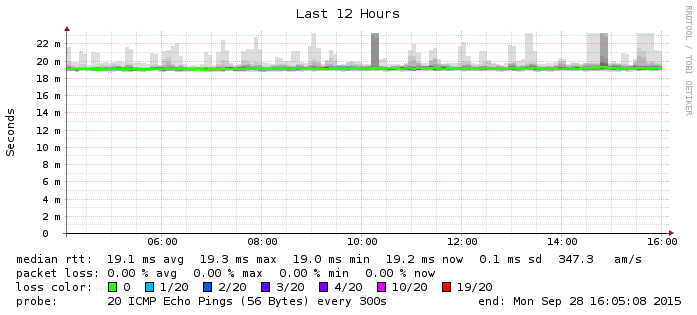 Last 12 Hours
RRDTOOL / TOBI OETIKER
Seconds
22 m
20 m
18 m
16 m
14 m
12 m
10 m
8 m
6 m
4 m
2 m
0
06:00 08:00 10:00 12:00 14:00 16:00
median rtt: 19.1 ms avg 19.3 ms max 19.0 ms min 19.2 ms now 0.1 ms sd 347.3 am/s
packet loss: 0.00 % avg 0.00 % max 0.00 % min 0.00 % now
loss color: 0 1/20 2/20 3/20 4/20 10/20 19/20
probe: 20 ICMP Echo Pings (56 Bytes) every 300s end: Mon Sep 28 16:05:08 2015